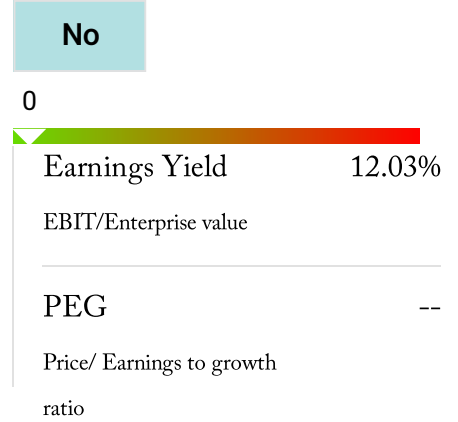 No
0
Earnings Yield 12.03%
EBIT/Enterprise value
PEG --
Price/ Earnings to growth
ratio